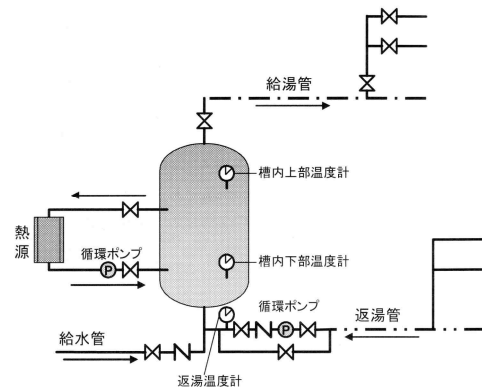 給湯管
槽内上部温度計
熱源
循環ポンプ
P
槽内下部温度計
循環ポンプ
P
返湯管
給水管
返湯温度計